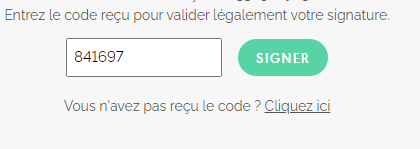 Entrez le code reçu pour valider légalement votre signature.
841697
SIGNER
Vous n'avez pas reçu le code ? Cliquez ici